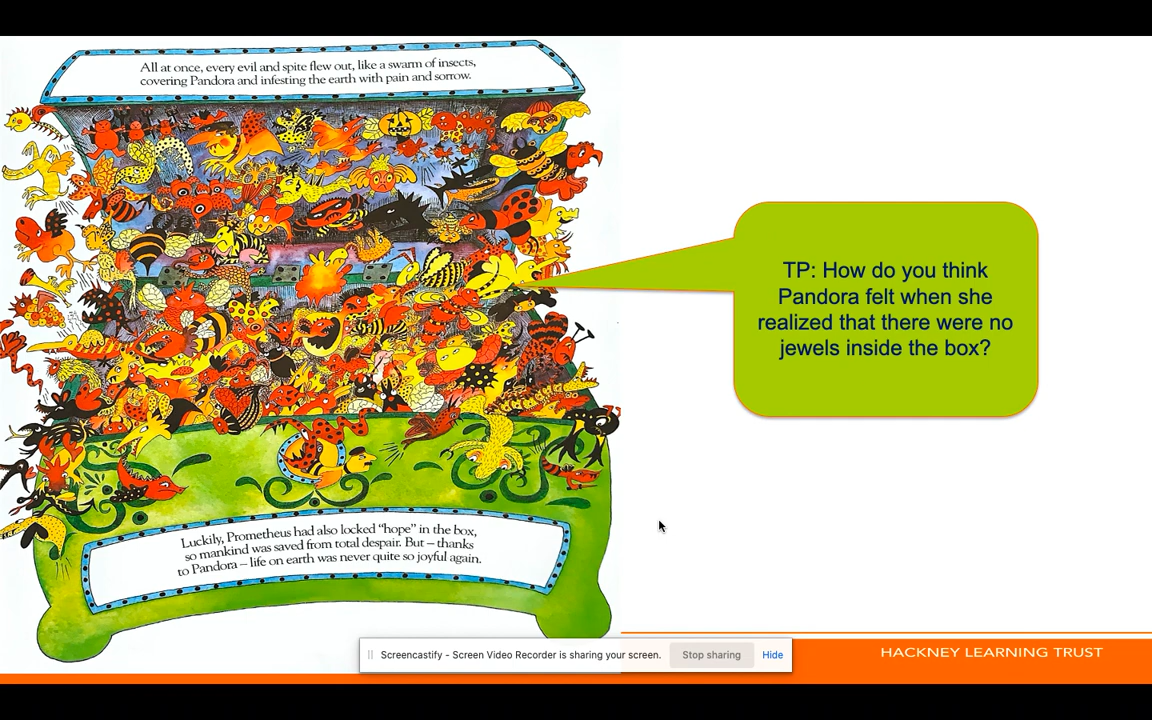 All at once, every evil and spite flew out, like a swarm of insects,
covering Pandora and infesting the earth with pain and sorrow.
TP: How do you think
Pandora felt when she
realized that there were no
jewels inside the box?
Luckily, Prometheus had also locked “hope” in the box,
so mankind was saved from total despair. But – thanks
to Pandora – life on earth was never quite so joyful again.
Screencastify - Screen Video Recorder is sharing your screen.
Stop sharing
Hide
HACKNEY LEARNING TRUST